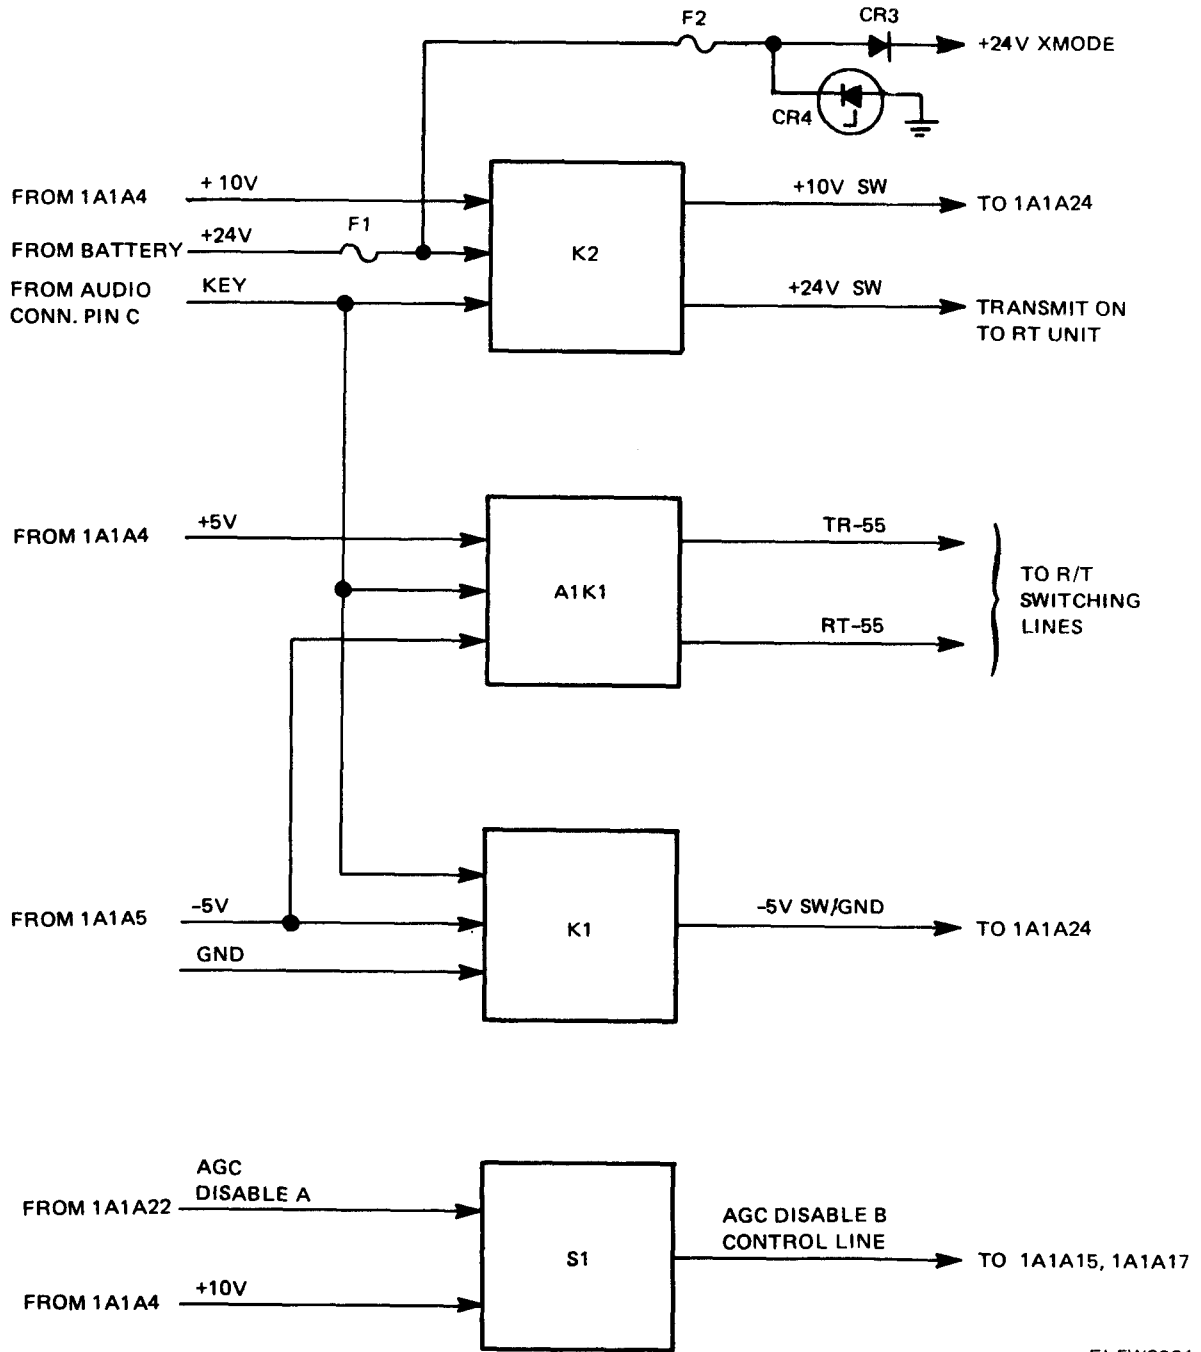 F2
CR3
+24V XMODE
CR4
FROM 1A1A4
+10V
+10V SW
TO 1A1A24
F1
FROM BATTERY
+24V
K2
FROM AUDIO
CONN. PIN C
KEY
+24V SW
TRANSMIT ON
TO RT UNIT
FROM 1A1A4
+5V
TR-55
A1K1
TO R/T
SWITCHING
LINES
RT-55
FROM 1A1A5
-5V
K1
-5V SW/GND
TO 1A1A24
GND
AGC
DISABLE A
FROM 1A1A22
AGC DISABLE B
CONTROL LINE
S1
TO 1A1A15, 1A1A17
+10V
FROM 1A1A4